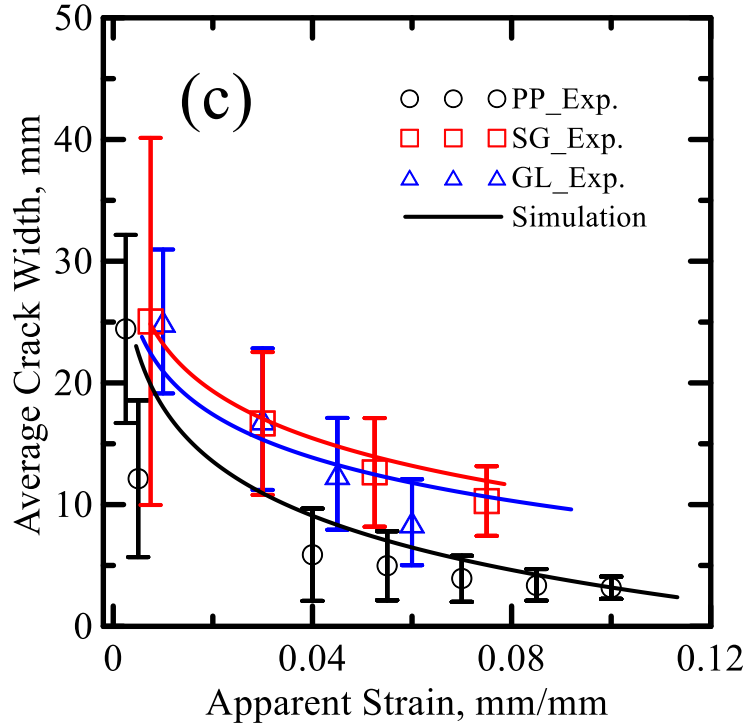 50
40
30
20
10
0
Average Crack Width, mm
(c)
PP_Exp.
SG_Exp.
GL_Exp.
Simulation
0 0.04 0.08 0.12
Apparent Strain, mm/mm